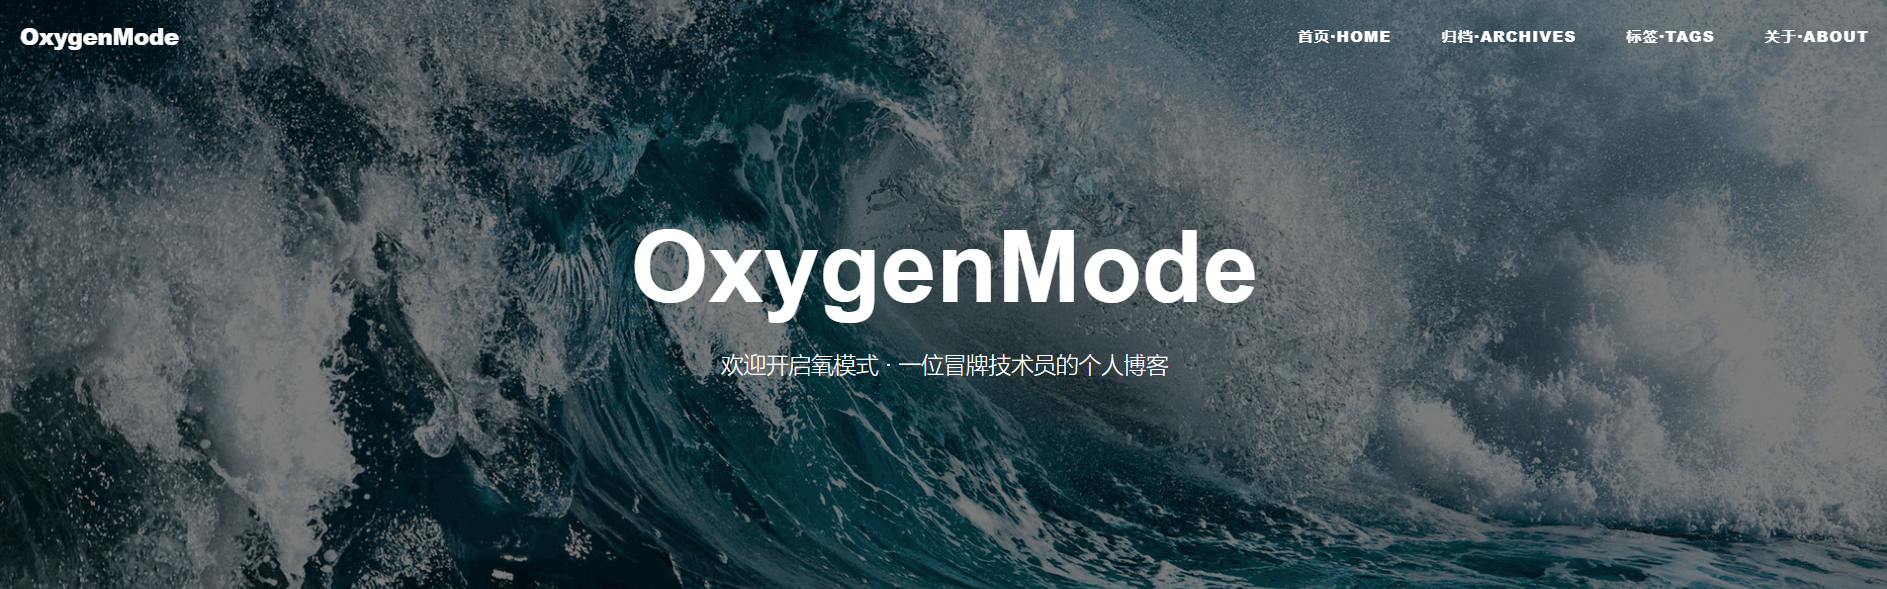 OxygenMode
首页·HOME
归档·ARCHIVES
标签·TAGS
关于·ABOUT
OxygenMode
欢迎开启氧模式 · 一位冒牌技术员的个人博客